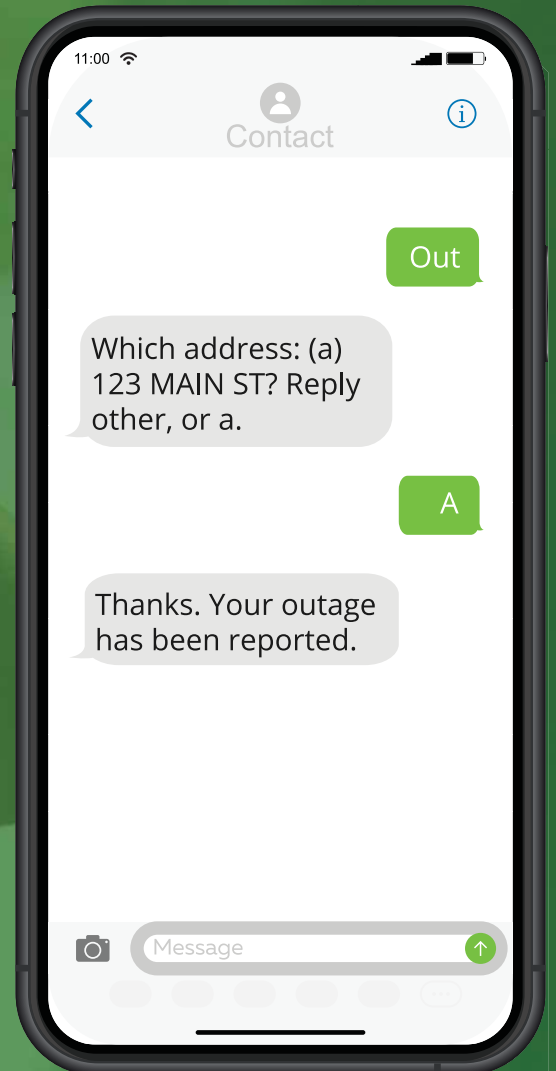 11:00
Contact
Out
Which address: (a)
123 MAIN ST? Reply
other, or a.
A
Thanks. Your outage
has been reported.
Message